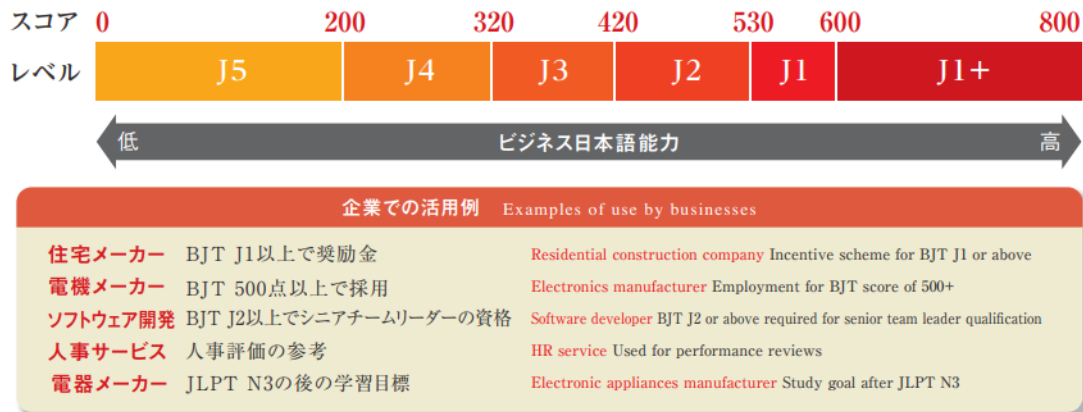 スコア 0 200 320 420 530 600 800
レベル J5 J4 J3 J2 J1 J1+
低 ビジネス日本語能力 高
企業での活用例 Examples of use by businesses
住宅メーカー BJT J1以上で奨励金 Residential construction company Incentive scheme for BJT J1 or above
電機メーカー BJT 500点以上で採用 Electronics manufacturer Employment for BJT score of 500+
ソフトウェア開発 BJT J2以上でシニアチームリーダーの資格 Software developer BJT J2 or above required for senior team leader qualification
人事サービス 人事評価の参考 HR service Used for performance reviews
電器メーカー JLPT N3の後の学習目標 Electronic appliances manufacturer Study goal after JLPT N3